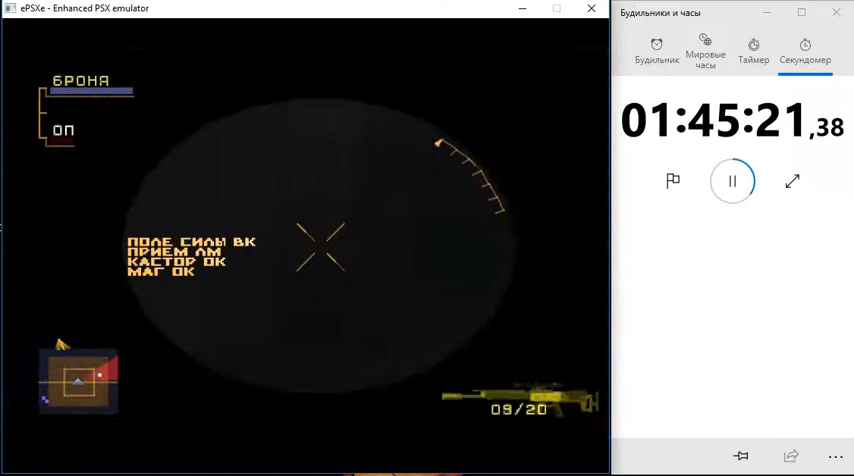 ePSXe - Enhanced PSX emulator
БРОНЯ
ОП
ПОЛЕ СИЛЫ ВК
ПРИЕМ ЛМ
КАСТОР ОК
МАГ ОК
09/20
Будильники и часы
Будильник
Мировые
часы
Таймер
Секундомер
01:45:21,38